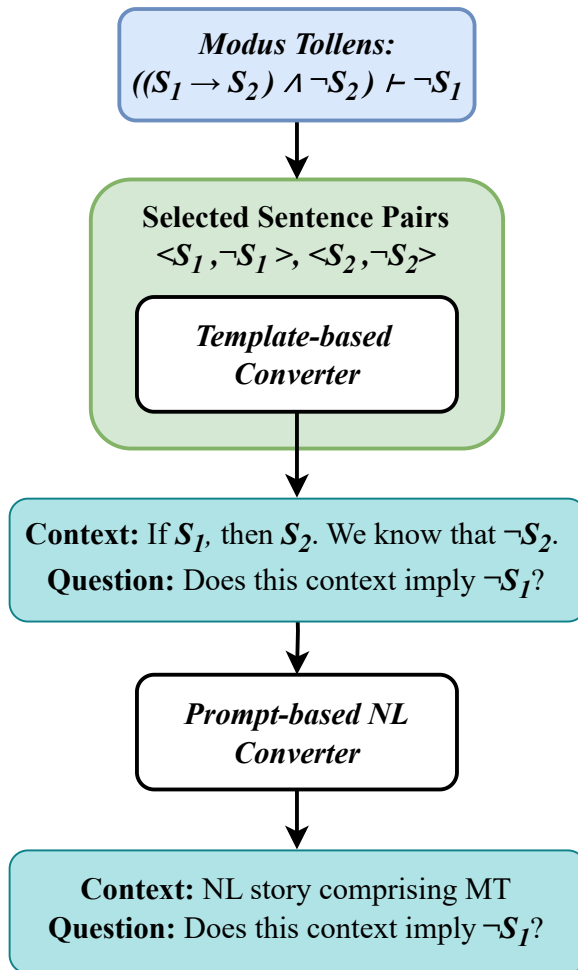 Modus Tollens:
((S₁ → S₂) ∧ ¬S₂) ⊢ ¬S₁
Selected Sentence Pairs
<S₁,¬S₁>, <S₂,¬S₂>
Template-based
Converter
Context: If S₁, then S₂. We know that ¬S₂.
Question: Does this context imply ¬S₁?
Prompt-based NL
Converter
Context: NL story comprising MT
Question: Does this context imply ¬S₁?